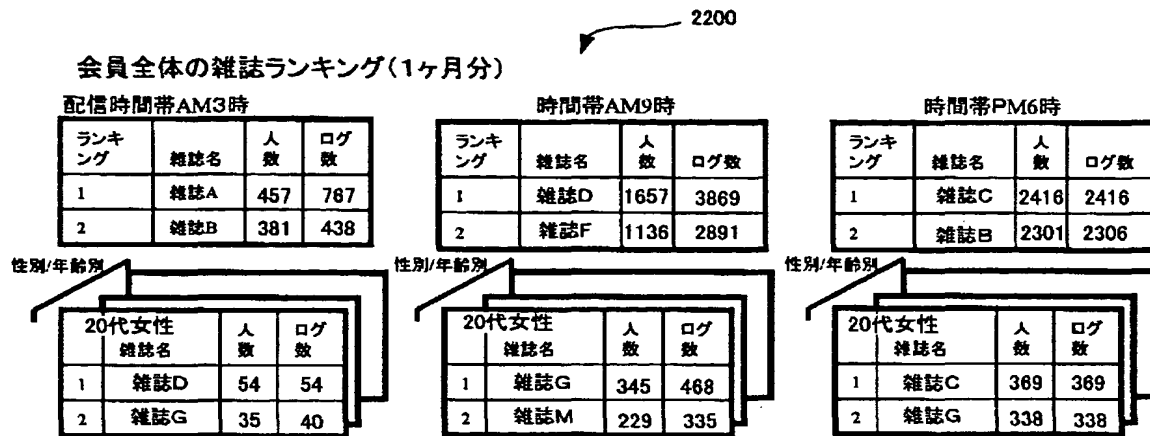 2200
会員全体の雑誌ランキング(1ヶ月分)
配信時間帯AM3時
ランキング 雑誌名 人数 ログ数
1 雑誌A 457 767
2 雑誌B 381 438
性別/年齢別
20代女性
雑誌名 人数 ログ数
1 雑誌D 54 54
2 雑誌G 35 40
時間帯AM9時
ランキング 雑誌名 人数 ログ数
1 雑誌D 1657 3869
2 雑誌F 1136 2891
性別/年齢別
20代女性
雑誌名 人数 ログ数
1 雑誌G 345 468
2 雑誌M 229 335
時間帯PM6時
ランキング 雑誌名 人数 ログ数
1 雑誌C 2416 2416
2 雑誌B 2301 2306
性別/年齢別
20代女性
雑誌名 人数 ログ数
1 雑誌C 369 369
2 雑誌G 338 338